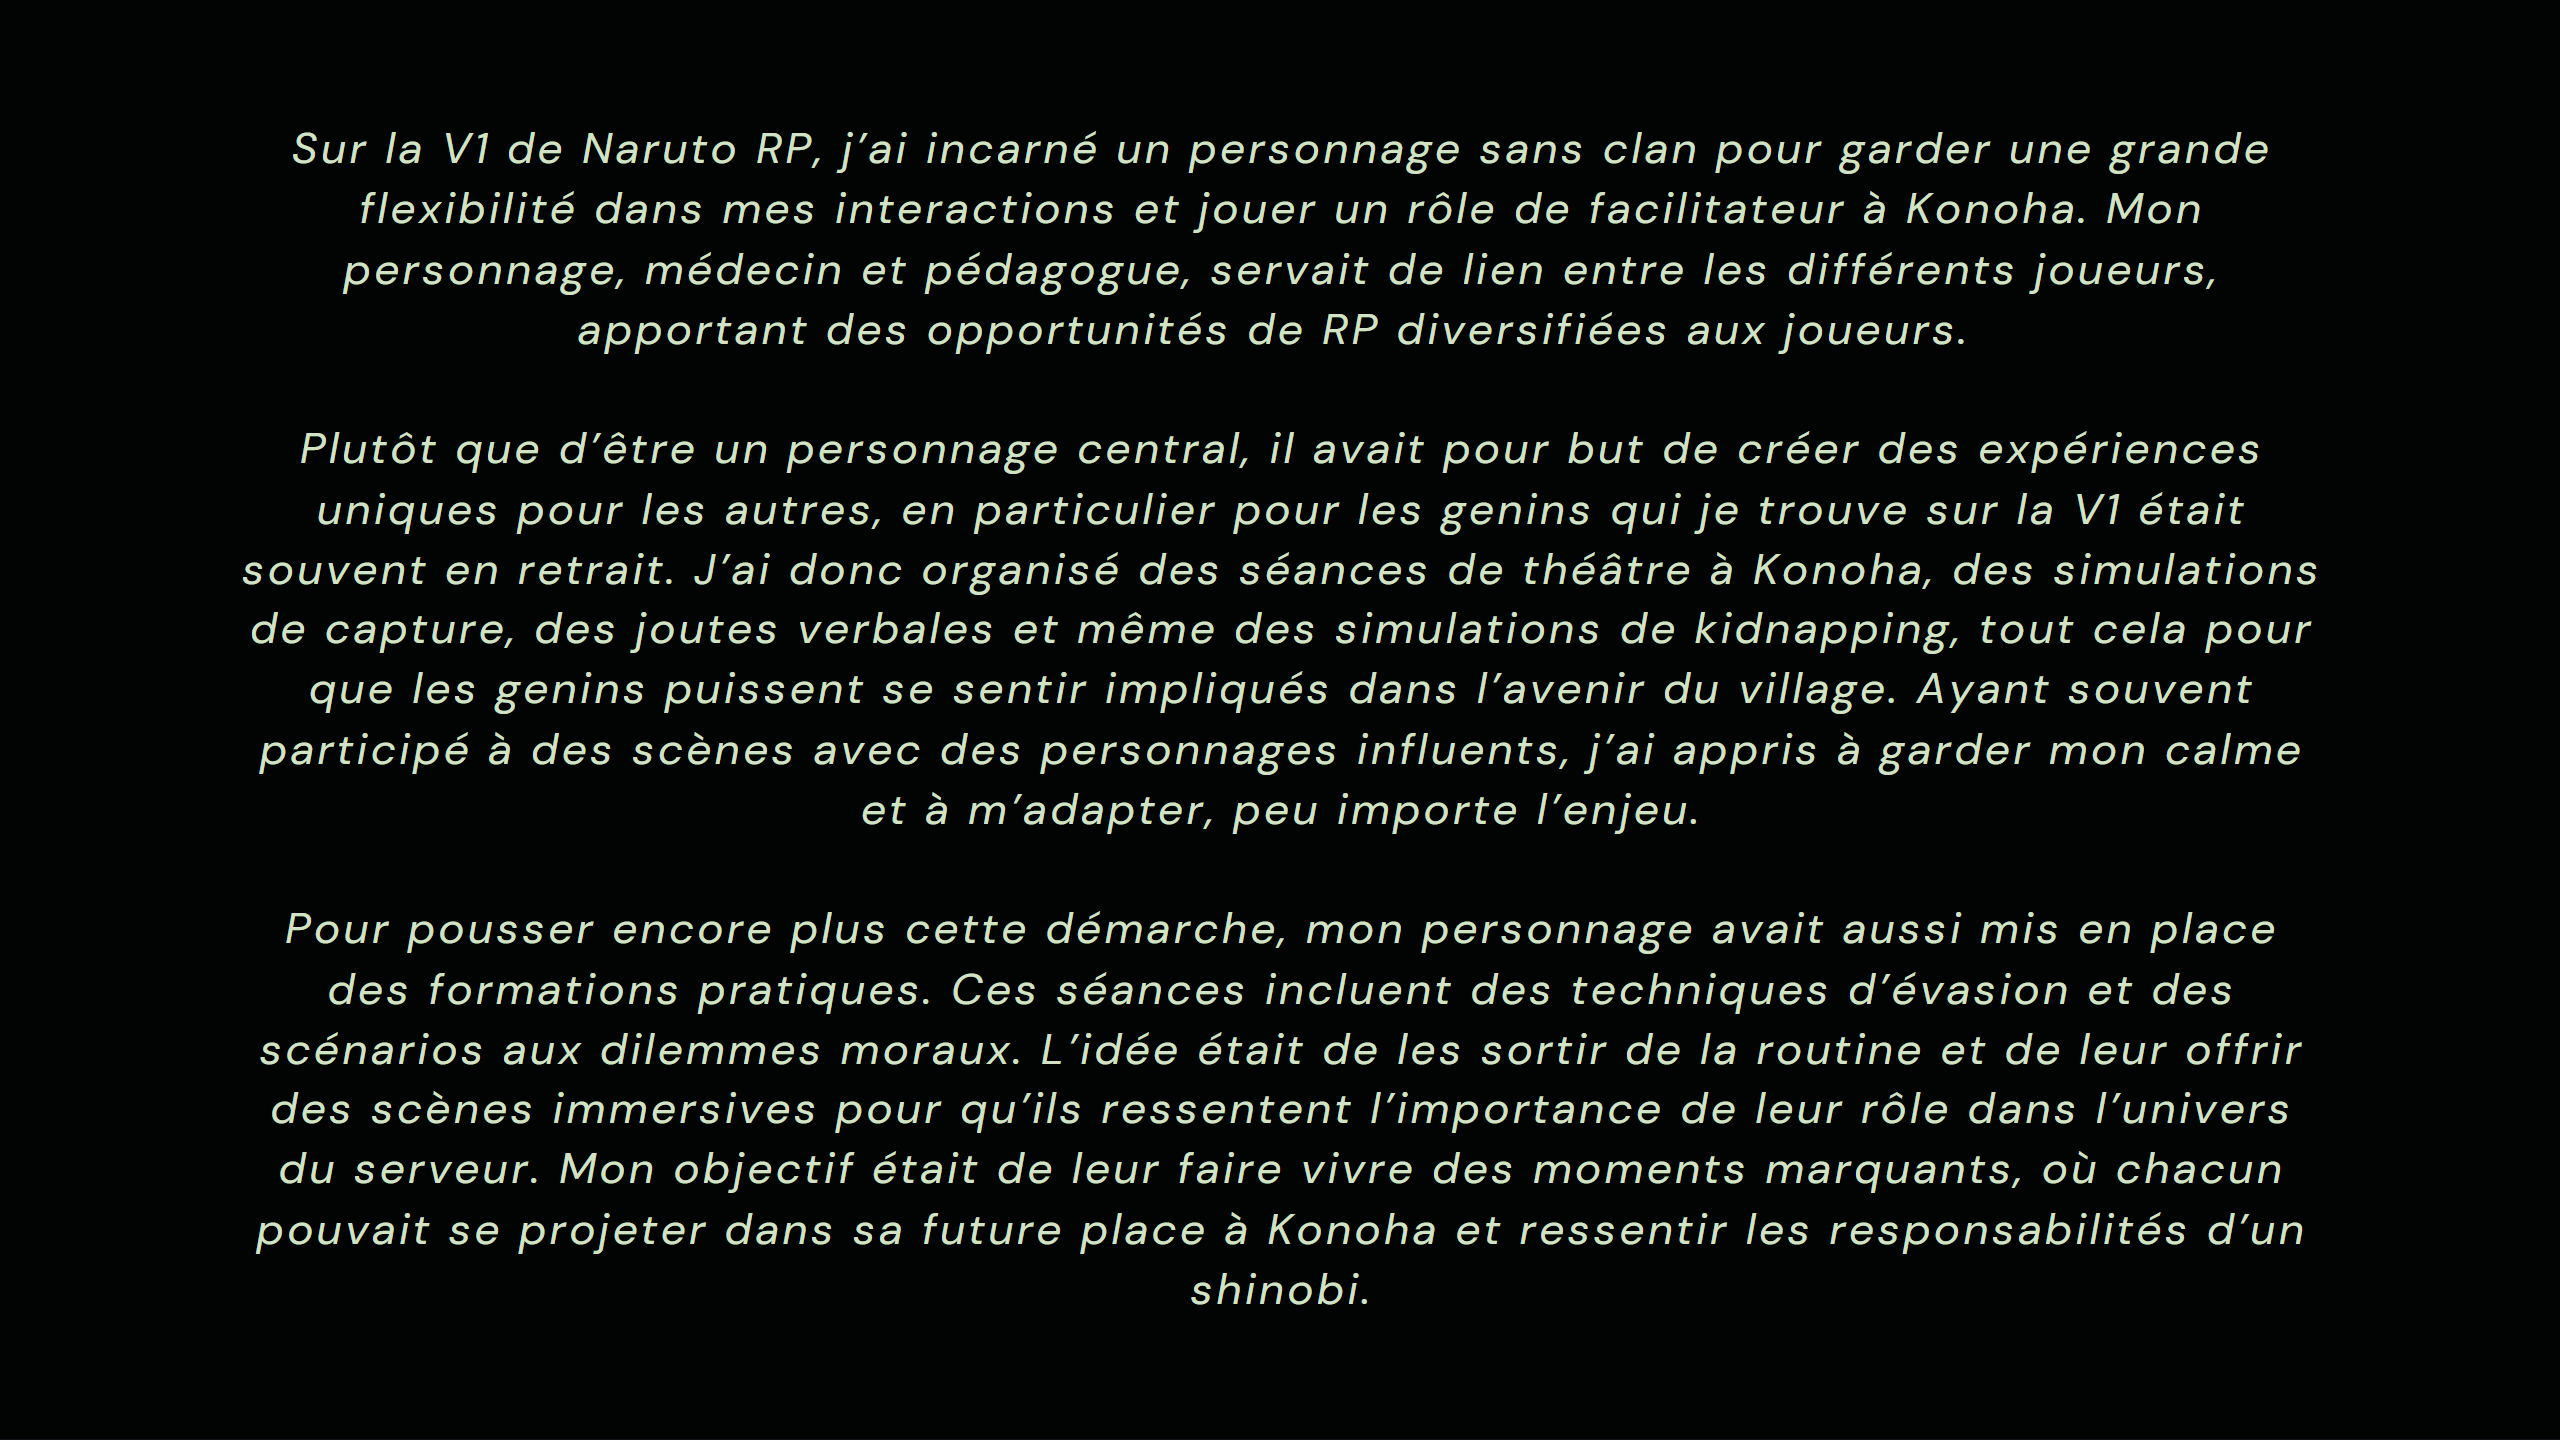 Sur la V1 de Naruto RP, j’ai incarné un personnage sans clan pour garder une grande
flexibilité dans mes interactions et jouer un rôle de facilitateur à Konoha. Mon
personnage, médecin et pédagogue, servait de lien entre les différents joueurs,
apportant des opportunités de RP diversifiées aux joueurs.
Plutôt que d’être un personnage central, il avait pour but de créer des expériences
uniques pour les autres, en particulier pour les genins qui je trouve sur la V1 était
souvent en retrait. J’ai donc organisé des séances de théâtre à Konoha, des simulations
de capture, des joutes verbales et même des simulations de kidnapping, tout cela pour
que les genins puissent se sentir impliqués dans l’avenir du village. Ayant souvent
participé à des scènes avec des personnages influents, j’ai appris à garder mon calme
et à m’adapter, peu importe l’enjeu.
Pour pousser encore plus cette démarche, mon personnage avait aussi mis en place
des formations pratiques. Ces séances incluent des techniques d’évasion et des
scénarios aux dilemmes moraux. L’idée était de les sortir de la routine et de leur offrir
des scènes immersives pour qu’ils ressentent l’importance de leur rôle dans l’univers
du serveur. Mon objectif était de leur faire vivre des moments marquants, où chacun
pouvait se projeter dans sa future place à Konoha et ressentir les responsabilités d’un
shinobi.